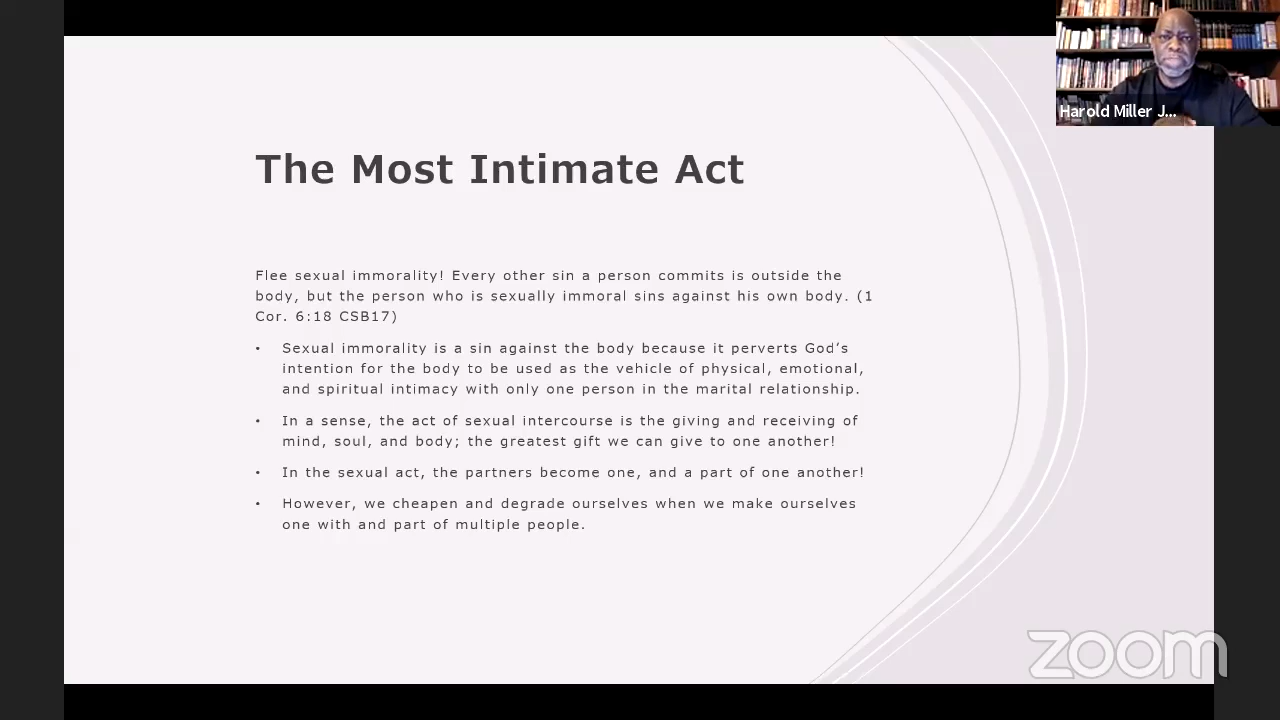 Harold Miller J...
The Most Intimate Act
Flee sexual immorality! Every other sin a person commits is outside the
body, but the person who is sexually immoral sins against his own body. (1
Cor. 6:18 CSB17)
• Sexual immorality is a sin against the body because it perverts God's
intention for the body to be used as the vehicle of physical, emotional,
and spiritual intimacy with only one person in the marital relationship.
• In a sense, the act of sexual intercourse is the giving and receiving of
mind, soul, and body; the greatest gift we can give to one another!
• In the sexual act, the partners become one, and a part of one another!
• However, we cheapen and degrade ourselves when we make ourselves
one with and part of multiple people.
zoom